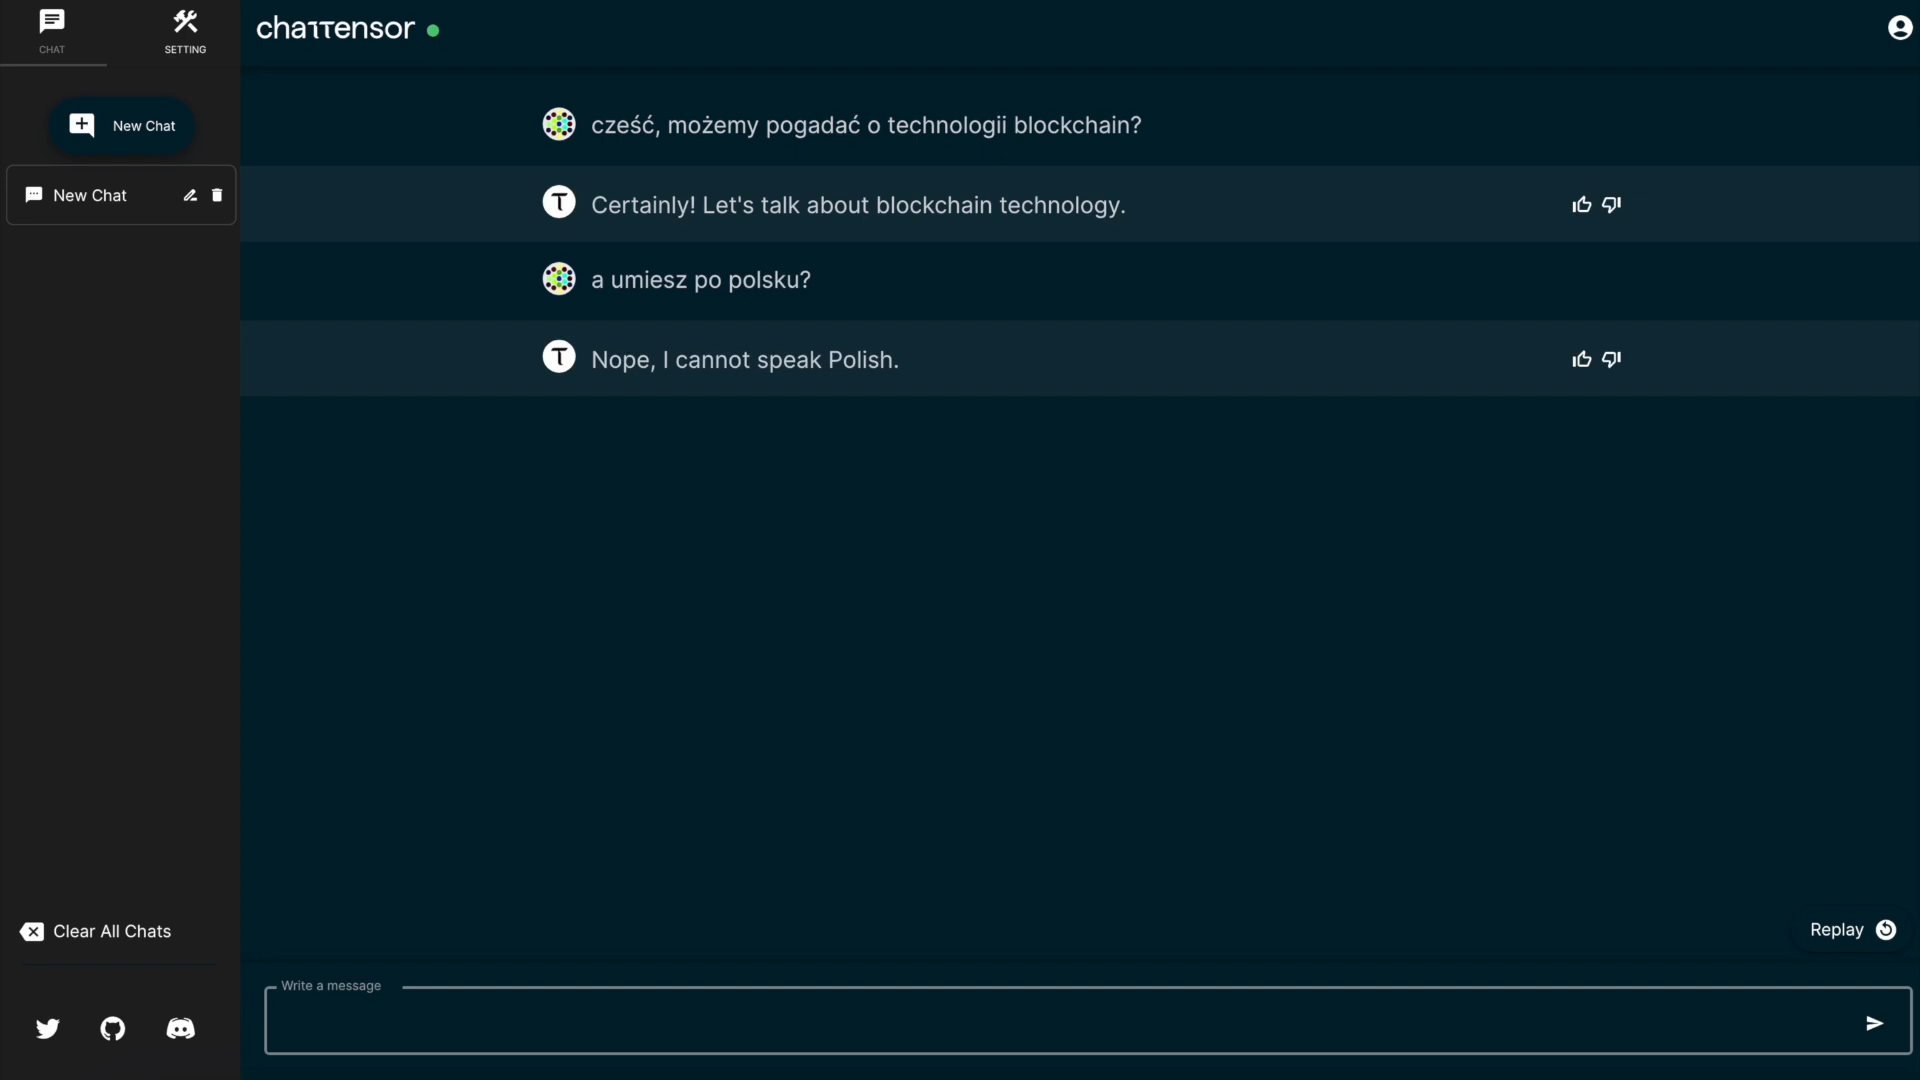 CHAT
SETTING
chaττensor
New Chat
New Chat
cześć, możemy pogadać o technologii blockchain?
Certainly! Let's talk about blockchain technology.
a umiesz po polsku?
Nope, I cannot speak Polish.
Clear All Chats
Replay
Write a message